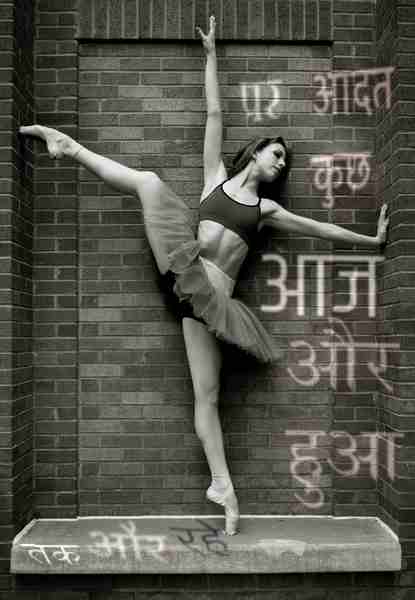 पर आदत
कुछ
आज
और
हुआ
तक और रहे